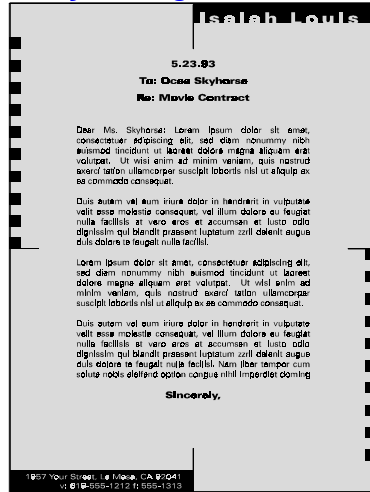 Isaiah Louis
5.23.93
To: Ocea Skyhorse
Re: Movie Contract
Dear Ms. Skyhorse: Lorem ipsum dolor sit amet,
consectetuer adipiscing elit, sed diam nonummy nibh
euismod tincidunt ut laoreet dolore magna aliquam erat
volutpat. Ut wisi enim ad minim veniam, quis nostrud
exerci tation ullamcorper suscipit lobortis nisl ut aliquip ex
ea commodo consequat.
Duis autem vel eum iriure dolor in hendrerit in vulputate
velit esse molestie consequat, vel illum dolore eu feugiat
nulla facilisis at vero eros et accumsan et iusto odio
dignissim qui blandit praesent luptatum zzril delenit augue
duis dolore te feugait nulla facilisi.
Lorem ipsum dolor sit amet, consectetuer adipiscing elit,
sed diam nonummy nibh euismod tincidunt ut laoreet
dolore magna aliquam erat volutpat. Ut wisi enim ad
minim veniam, quis nostrud exerci tation ullamcorper
suscipit lobortis nisl ut aliquip ex ea commodo consequat.
Duis autem vel eum iriure dolor in hendrerit in vulputate
velit esse molestie consequat, vel illum dolore eu feugiat
nulla facilisis at vero eros et accumsan et iusto odio
dignissim qui blandit praesent luptatum zzril delenit augue
duis dolore te feugait nulla facilisi. Nam liber tempor cum
soluta nobis eleifend option congue nihil imperdiet doming
Sincerely,
1957 Your Street, La Mesa, CA 92041
v: 619-555-1212 f: 555-1313